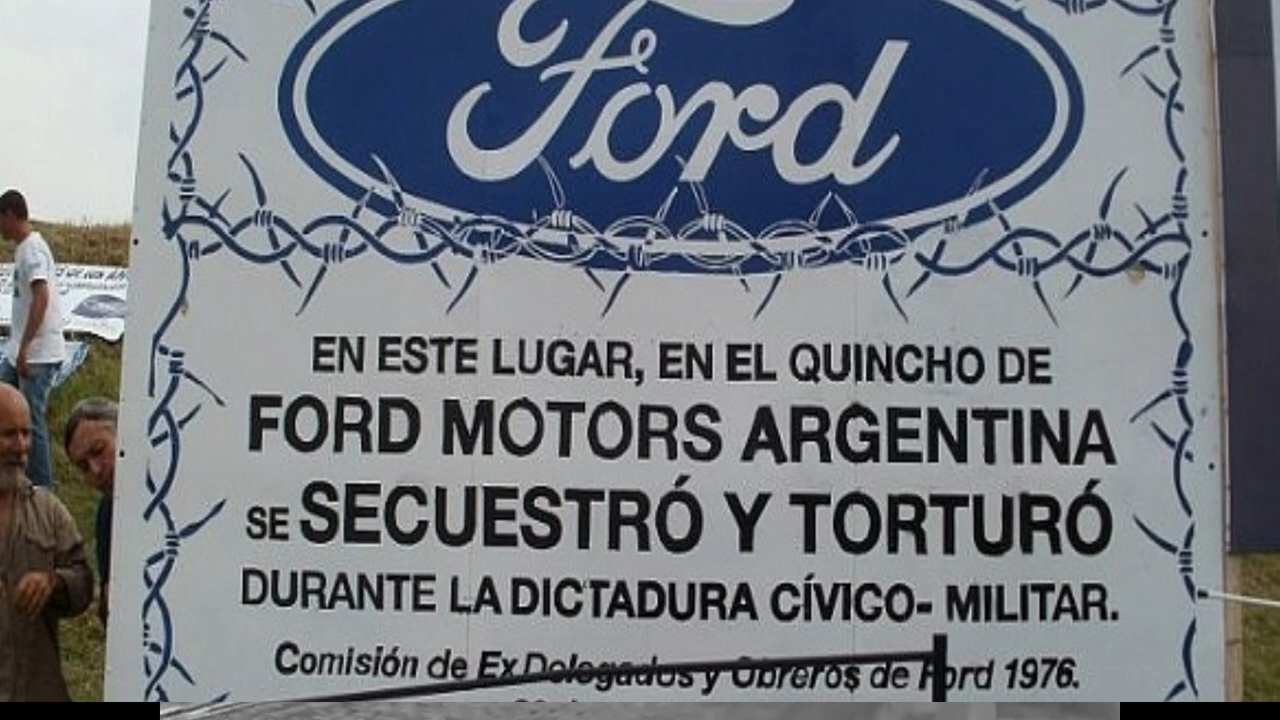 Ford
EN ESTE LUGAR, EN EL QUINCHO DE
FORD MOTORS ARGENTINA
SE SECUESTRÓ Y TORTURÓ
DURANTE LA DICTADURA CÍVICO- MILITAR.
Comisión de Ex Delegados y Obreros de Ford 1976.